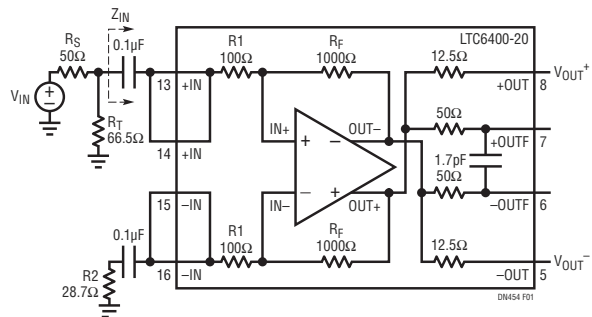 Z_IN
R_S
50Ω
0.1µF
V_IN
+
–
R_T
66.5Ω
LTC6400-20
R1
100Ω
R_F
1000Ω
13
+IN
14
+IN
IN+
+
–
OUT–
IN–
–
+
OUT+
15
–IN
16
–IN
R1
100Ω
R_F
1000Ω
0.1µF
R2
28.7Ω
12.5Ω
V_OUT^+
+OUT
8
50Ω
+OUTF
7
1.7pF
50Ω
–OUTF
6
12.5Ω
V_OUT^–
–OUT
5
DN454 F01